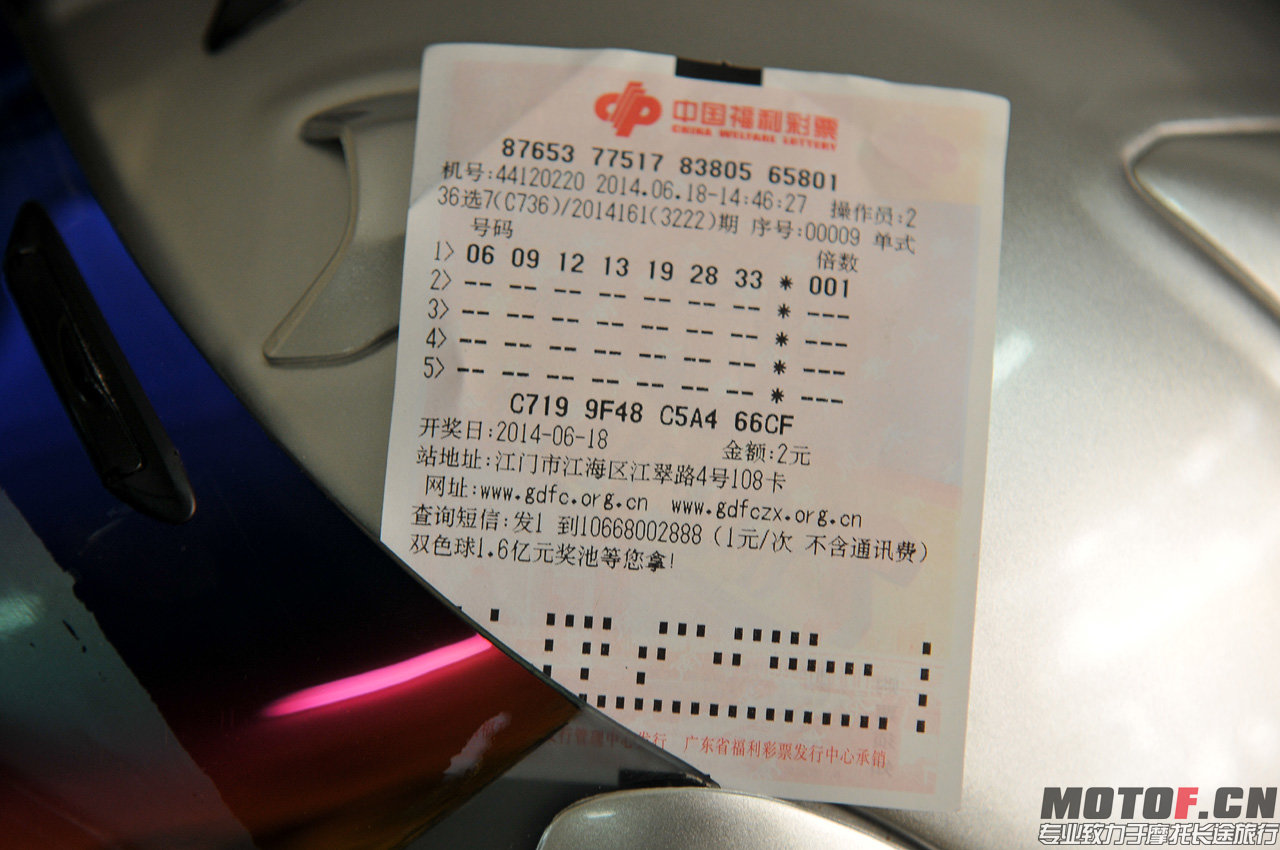 中国福利彩票
CHINA WELFARE LOTTERY
87653 77517 83805 65801
机号:44120220 2014.06.18-14:46:27 操作员:2
36选7(C736)/2014161(3222)期 序号:00009 单式
号码 倍数
1> 06 09 12 13 19 28 33 * 001
2> -- -- -- -- -- -- -- * ---
3> -- -- -- -- -- -- -- * ---
4> -- -- -- -- -- -- -- * ---
5> -- -- -- -- -- -- -- * ---
C719 9F48 C5A4 66CF
开奖日:2014-06-18 金额:2元
站地址:江门市江海区江翠路4号108卡
网址:www.gdfc.org.cn www.gdfczx.org.cn
查询短信:发1 到10668002888(1元/次 不含通讯费)
双色球1.6亿元奖池等您拿!
行管理中心发行 广东省福利彩票发行中心承销
MOTOF.CN
专业致力于摩托长途旅行